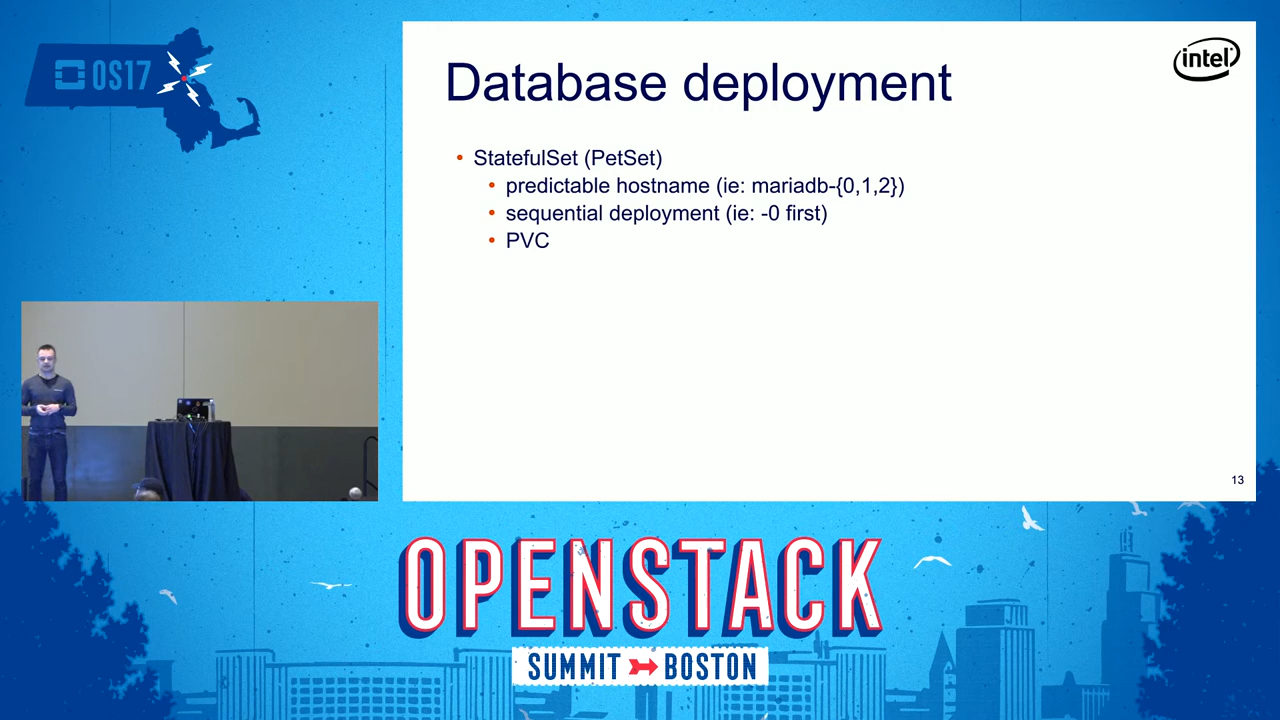 OS17
intel
Database deployment
StatefulSet (PetSet)
predictable hostname (ie: mariadb-{0,1,2})
sequential deployment (ie: -0 first)
PVC
13
OPENSTACK
SUMMIT BOSTON